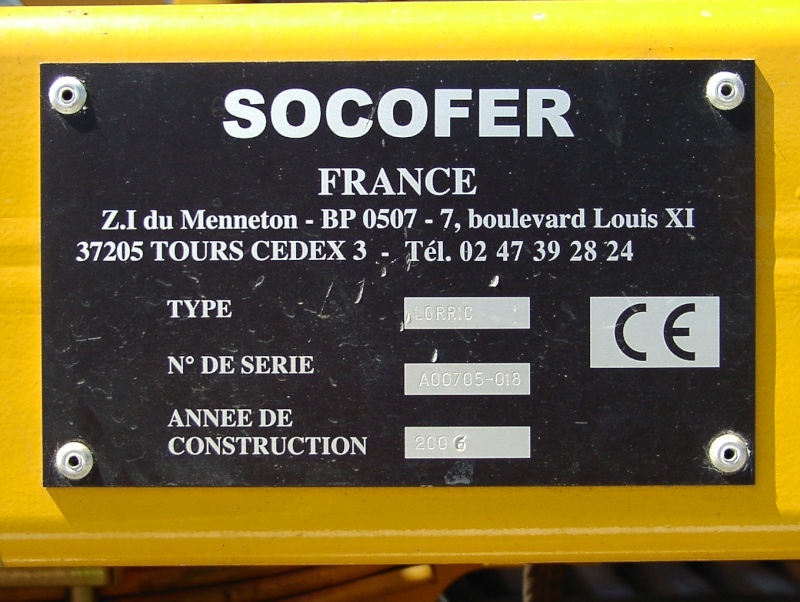 SOCOFER
FRANCE
Z.I du Menneton - BP 0507 - 7, boulevard Louis XI
37205 TOURS CEDEX 3 - Tél. 02 47 39 28 24
TYPE LORRIC
N° DE SERIE A00705-018
ANNEE DE
CONSTRUCTION 2006
CE